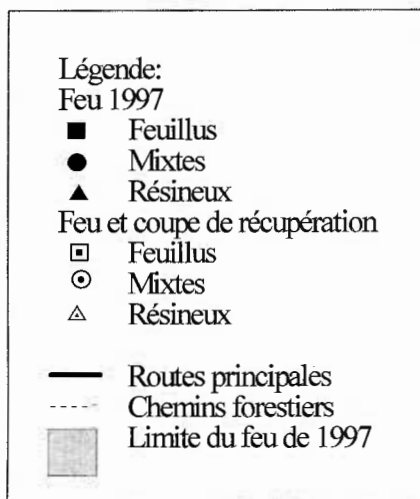 Légende:
Feu 1997
Feuillus
Mixtes
Résineux
Feu et coupe de récupération
Feuillus
Mixtes
Résineux
Routes principales
Chemins forestiers
Limite du feu de 1997